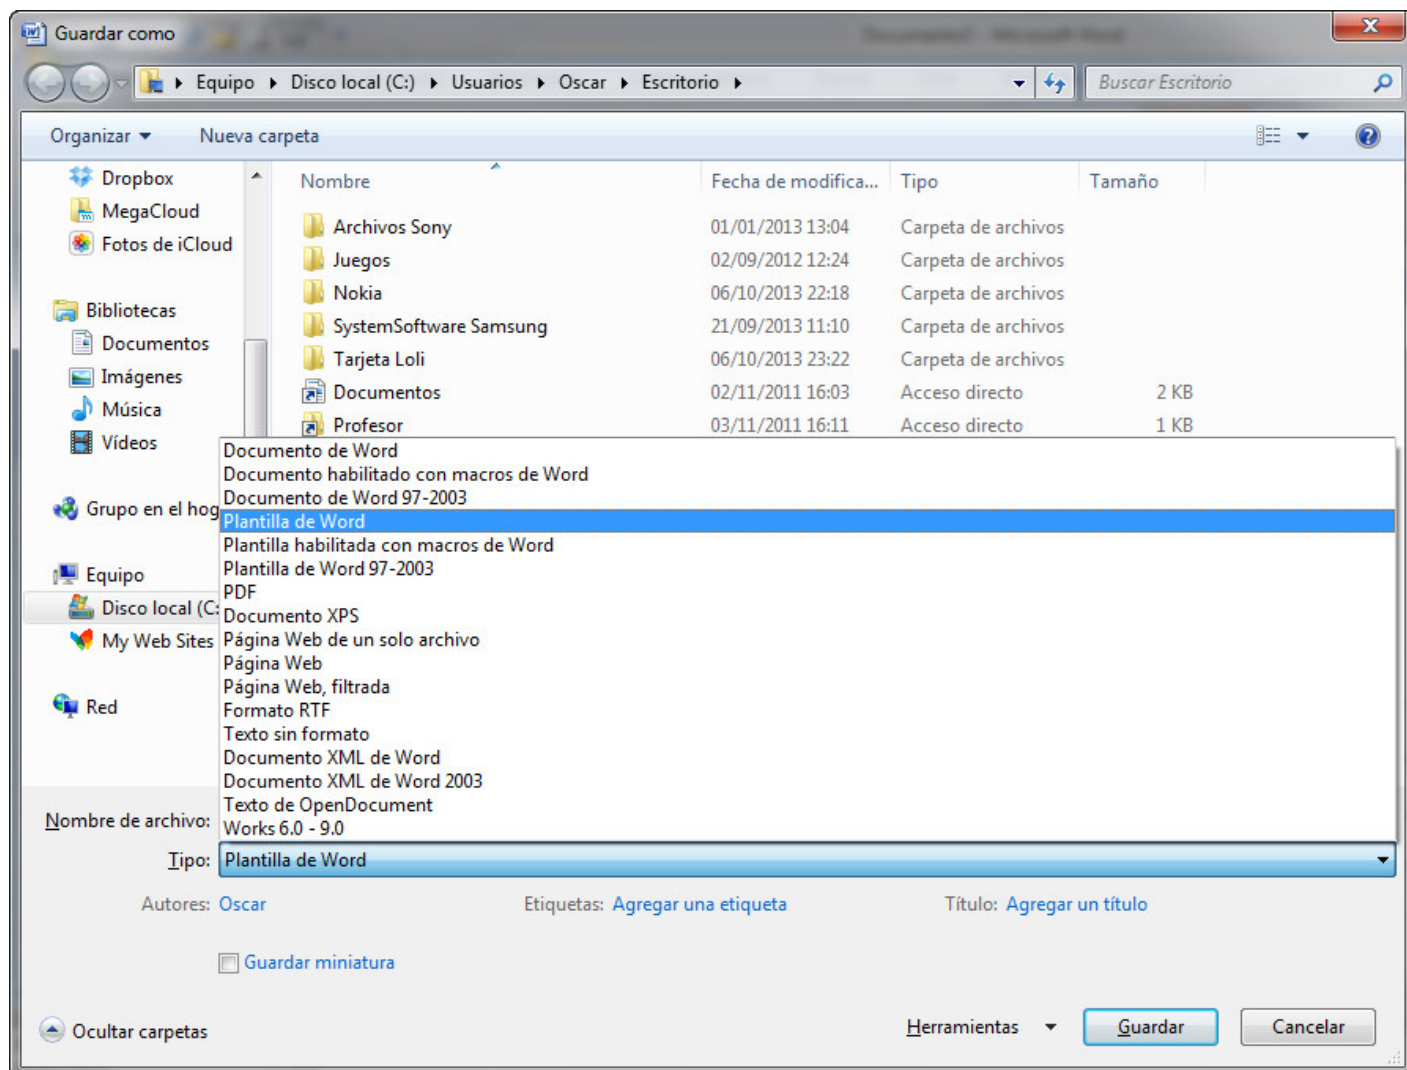 Guardar como
Equipo Disco local (C:) Usuarios Oscar Escritorio
Buscar Escritorio
Organizar Nueva carpeta
Nombre Fecha de modifica... Tipo Tamaño
Dropbox
MegaCloud
Fotos de iCloud
Bibliotecas
Documentos
Imágenes
Música
Vídeos
Grupo en el hog
Equipo
Disco local (C:
My Web Sites
Red
Archivos Sony 01/01/2013 13:04 Carpeta de archivos
Juegos 02/09/2012 12:24 Carpeta de archivos
Nokia 06/10/2013 22:18 Carpeta de archivos
SystemSoftware Samsung 21/09/2013 11:10 Carpeta de archivos
Tarjeta Loli 06/10/2013 23:22 Carpeta de archivos
Documentos 02/11/2011 16:03 Acceso directo 2 KB
Profesor 03/11/2011 16:11 Acceso directo 1 KB
Documento de Word
Documento habilitado con macros de Word
Documento de Word 97-2003
Plantilla de Word
Plantilla habilitada con macros de Word
Plantilla de Word 97-2003
PDF
Documento XPS
Página Web de un solo archivo
Página Web
Página Web, filtrada
Formato RTF
Texto sin formato
Documento XML de Word
Documento XML de Word 2003
Texto de OpenDocument
Works 6.0 - 9.0
Nombre de archivo:
Tipo: Plantilla de Word
Autores: Oscar Etiquetas: Agregar una etiqueta Título: Agregar un título
Guardar miniatura
Ocultar carpetas Herramientas Guardar Cancelar